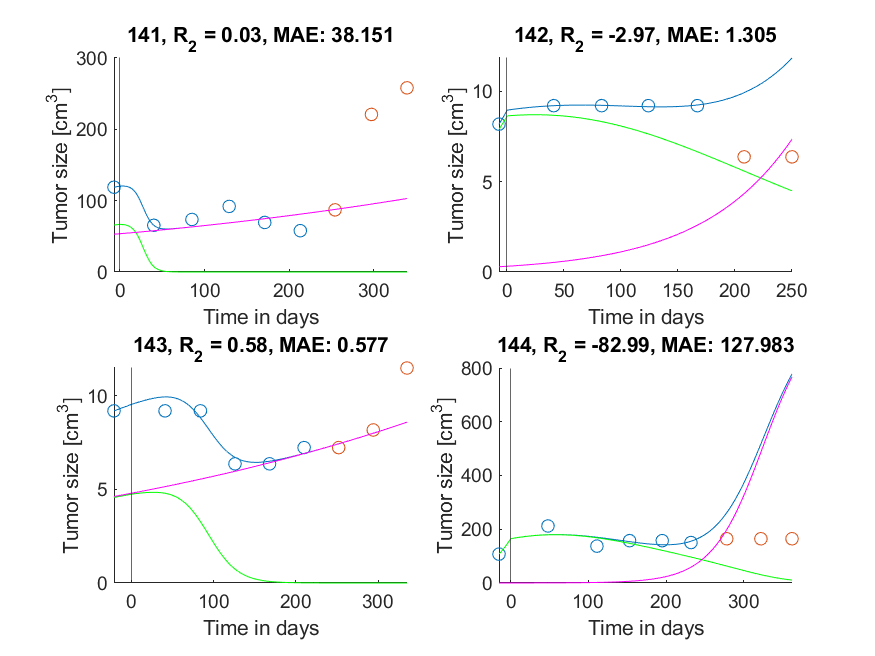 141, R2 = 0.03, MAE: 38.151
Tumor size [cm3]
300
200
100
0
0 100 200 300
Time in days
142, R2 = -2.97, MAE: 1.305
Tumor size [cm3]
10
5
0
0 50 100 150 200 250
Time in days
143, R2 = 0.58, MAE: 0.577
Tumor size [cm3]
10
5
0
0 100 200 300
Time in days
144, R2 = -82.99, MAE: 127.983
Tumor size [cm3]
800
600
400
200
0
0 100 200 300
Time in days